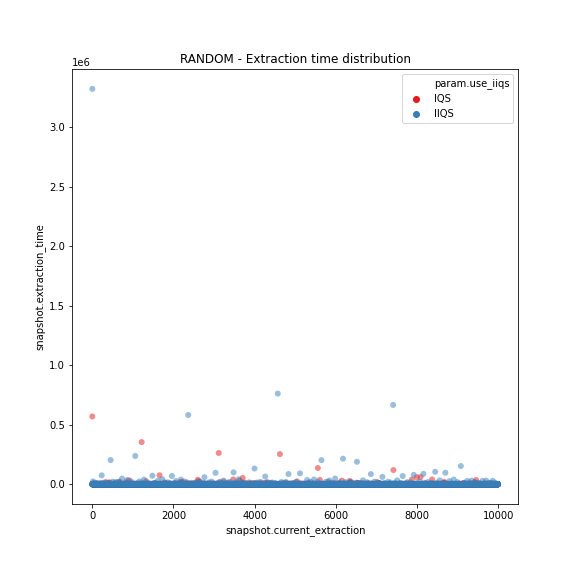 RANDOM - Extraction time distribution
1e6
param.use_iiqs
IQS
IIQS
3.0
2.5
2.0
1.5
1.0
0.5
0.0
snapshot.extraction_time
0 2000 4000 6000 8000 10000
snapshot.current_extraction